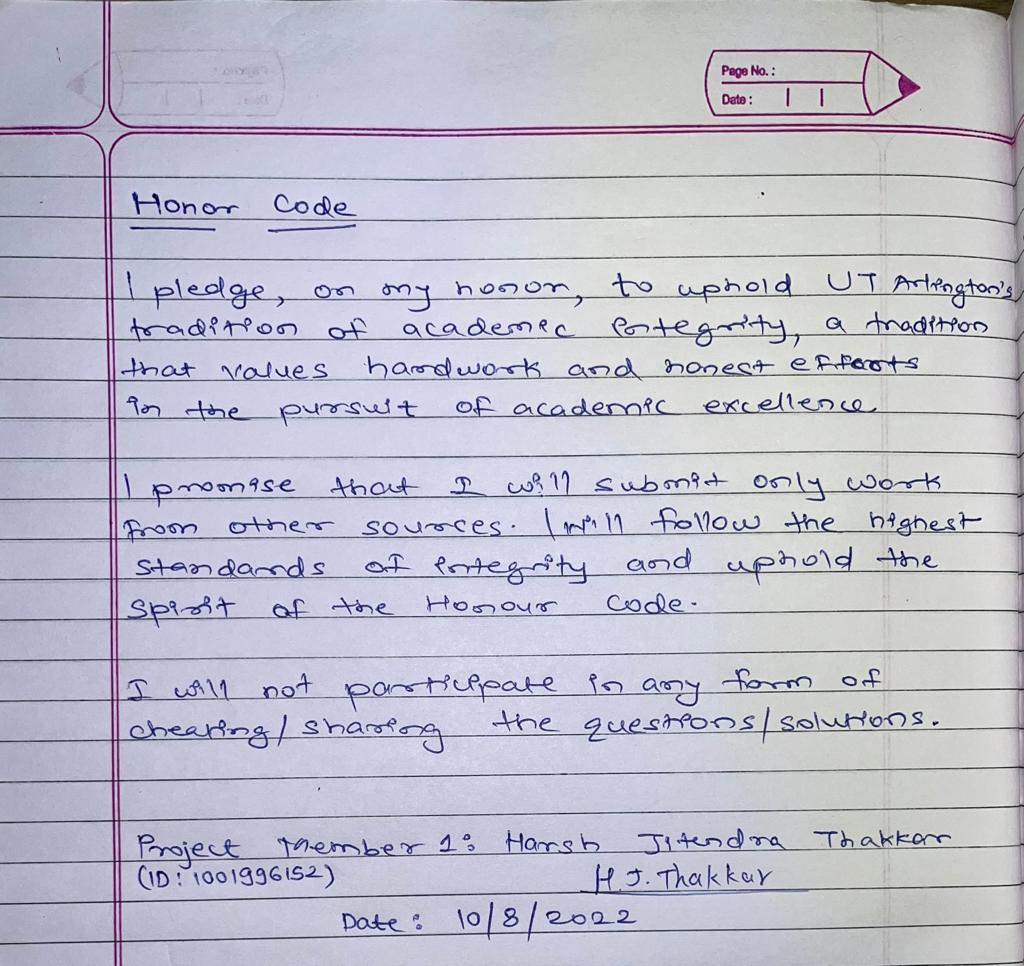 Page No.:
Date:
Honor Code
I pledge, on my honor, to uphold UT Arlington's
tradition of academic integrity, a tradition
that values hardwork and honest efforts
in the pursuit of academic excellence
I promise that I will submit only work
from other sources. I will follow the highest
standards of integrity and uphold the
spirit of the Honour code.
I will not participate in any form of
cheating/sharing the questions/solutions.
Project Member 1: Harsh Jitendra Thakkar
(ID: 1001996152)
H.J. Thakkar
Date: 10/8/2022